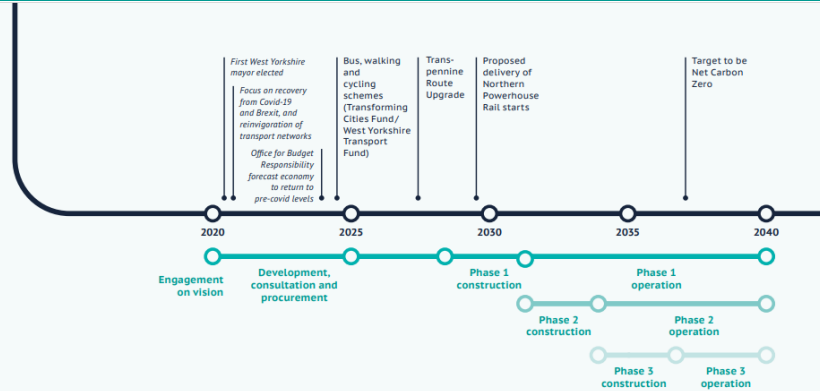 First West Yorkshire
mayor elected
Focus on recovery
from Covid-19
and Brexit, and
reinvigoration of
transport networks
Office for Budget
Responsibility
forecast economy
to return to
pre-covid levels
Bus, walking
and
cycling
schemes
(Transforming
Cities Fund/
West Yorkshire
Transport
Fund)
Trans-
pennine
Route
Upgrade
Proposed
delivery of
Northern
Powerhouse
Rail starts
Target to be
Net Carbon
Zero
2020
2025
2030
2035
2040
Engagement
on vision
Development,
consultation and
procurement
Phase 1
construction
Phase 1
operation
Phase 2
construction
Phase 2
operation
Phase 3
construction
Phase 3
operation